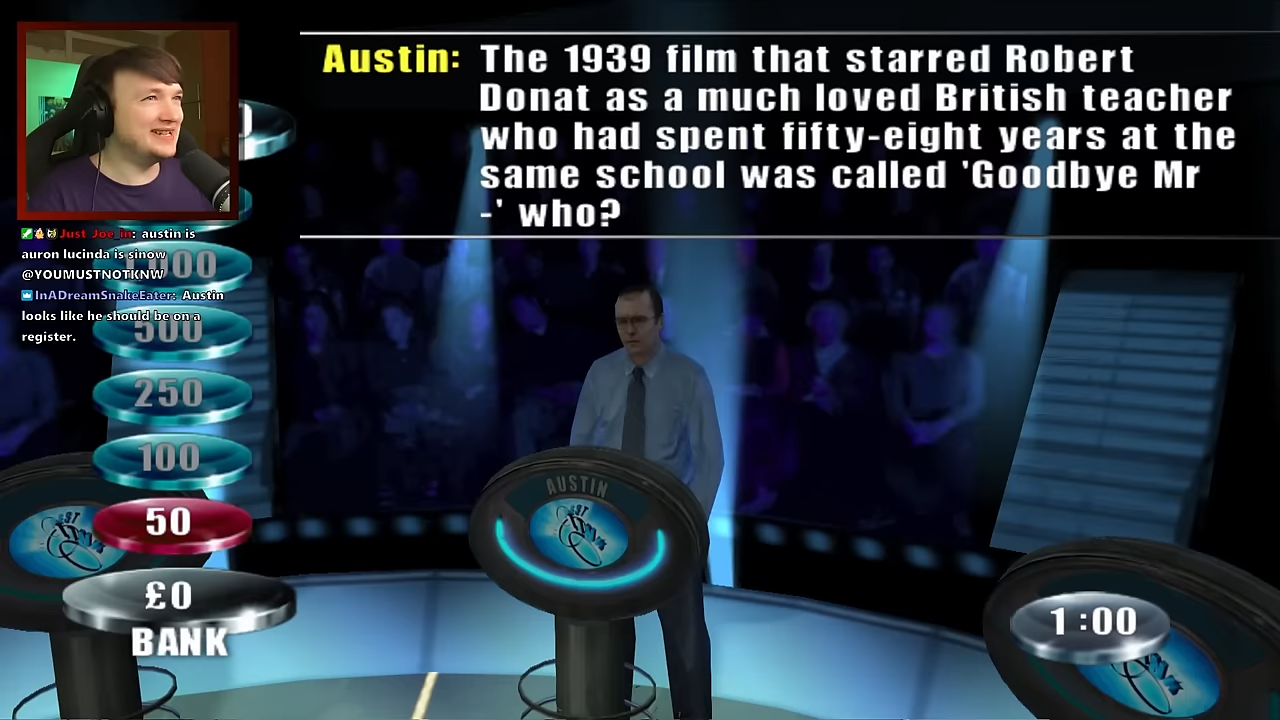 Austin: The 1939 film that starred Robert
Donat as a much loved British teacher
who had spent fifty-eight years at the
same school was called 'Goodbye Mr
-' who?
Just_Joe_in: austin is
auron lucinda is sinow
@YOUMUSTNOTKNW
InADreamSnakeEater: Austin
looks like he should be on a
register.
500
250
100
50
£0
BANK
AUSTIN
1:00